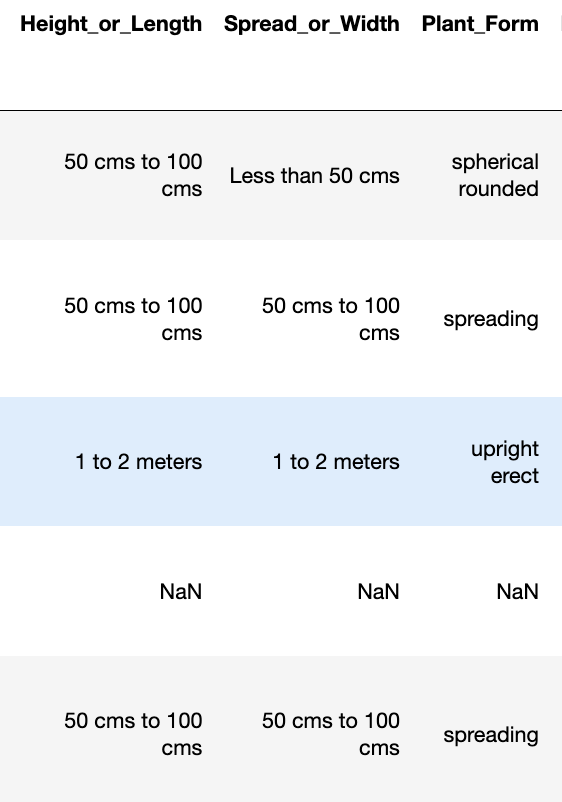 Height_or_Length Spread_or_Width Plant_Form
50 cms to 100 cms Less than 50 cms spherical rounded
50 cms to 100 cms 50 cms to 100 cms spreading
1 to 2 meters 1 to 2 meters upright erect
NaN NaN NaN
50 cms to 100 cms 50 cms to 100 cms spreading